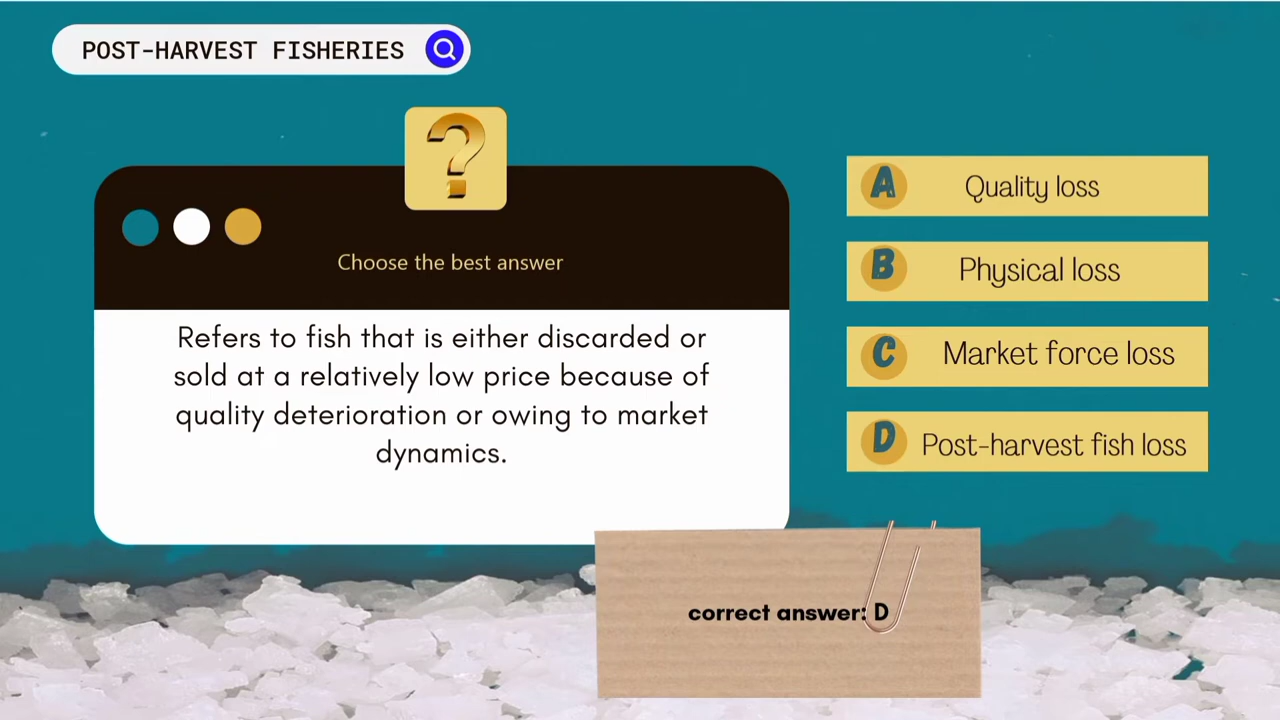 POST-HARVEST FISHERIES
?
Choose the best answer
Refers to fish that is either discarded or
sold at a relatively low price because of
quality deterioration or owing to market
dynamics.
A Quality loss
B Physical loss
C Market force loss
D Post-harvest fish loss
correct answer: D